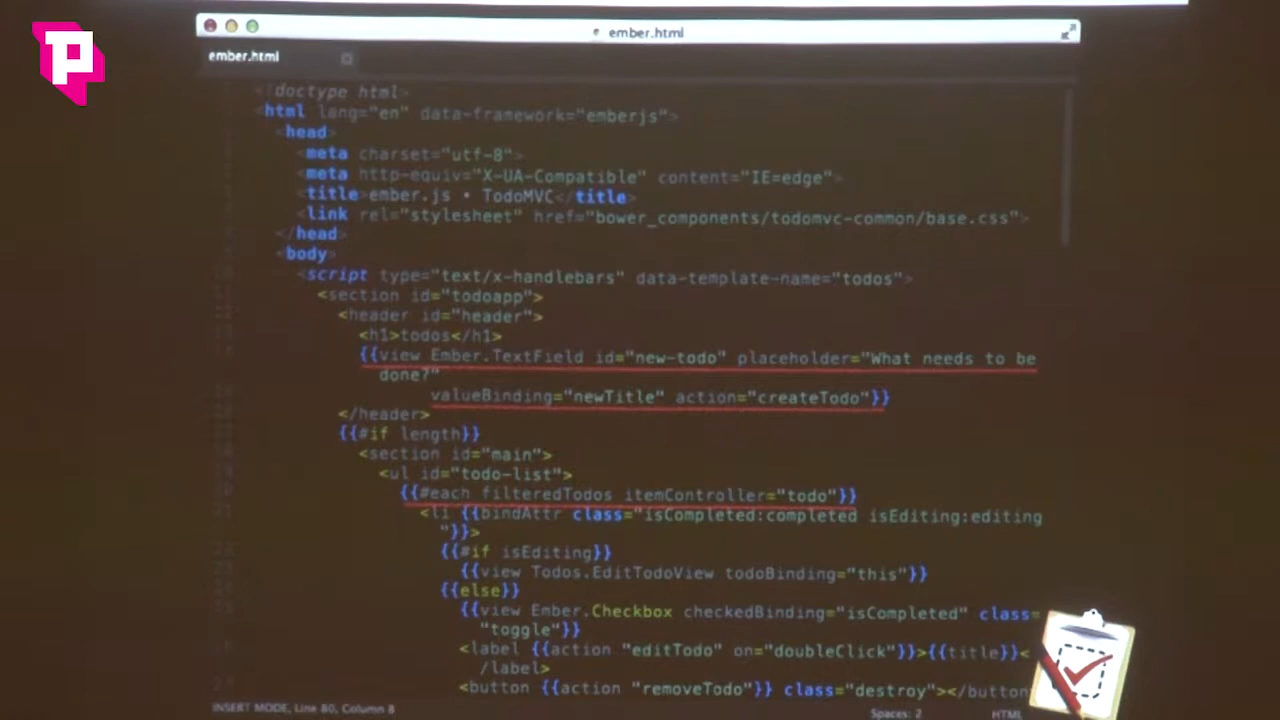 ember.html
ember.html
<!doctype html>
<html lang="en" data-framework="emberjs">
<head>
<meta charset="utf-8">
<meta http-equiv="X-UA-Compatible" content="IE=edge">
<title>ember.js • TodoMVC</title>
<link rel="stylesheet" href="bower_components/todomvc-common/base.css">
</head>
<body>
<script type="text/x-handlebars" data-template-name="todos">
<section id="todoapp">
<header id="header">
<h1>todos</h1>
{{view Ember.TextField id="new-todo" placeholder="What needs to be
done?"
valueBinding="newTitle" action="createTodo"}}
</header>
{{#if length}}
<section id="main">
<ul id="todo-list">
{{#each filteredTodos itemController="todo"}}
<li {{bindAttr class="isCompleted:completed isEditing:editing
"}}>
{{#if isEditing}}
{{view Todos.EditTodoView todoBinding="this"}}
{{else}}
{{view Ember.Checkbox checkedBinding="isCompleted" class=
"toggle"}}
<label {{action "editTodo" on="doubleClick"}}>{{title}}<
/label>
<button {{action "removeTodo"}} class="destroy"></button
INSERT MODE, Line 80, Column 8
Spaces: 2
HTML